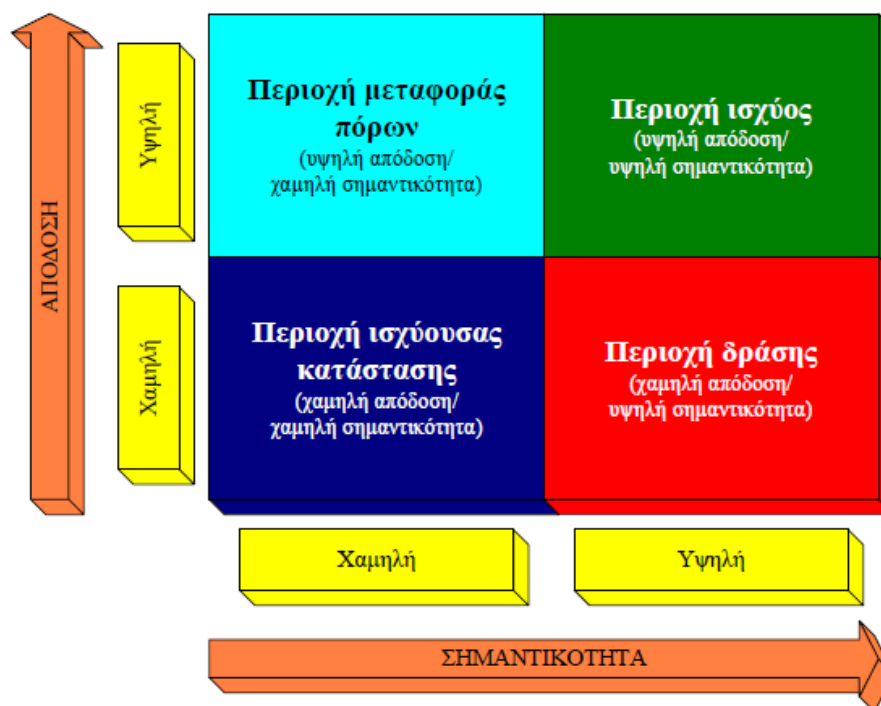 ΑΠΟΔΟΣΗ
Υψηλή
Περιοχή μεταφοράς
πόρων
(υψηλή απόδοση/
χαμηλή σημαντικότητα)
Περιοχή ισχύος
(υψηλή απόδοση/
υψηλή σημαντικότητα)
Χαμηλή
Περιοχή ισχύουσας
κατάστασης
(χαμηλή απόδοση/
χαμηλή σημαντικότητα)
Περιοχή δράσης
(χαμηλή απόδοση/
υψηλή σημαντικότητα)
Χαμηλή
Υψηλή
ΣΗΜΑΝΤΙΚΟΤΗΤΑ